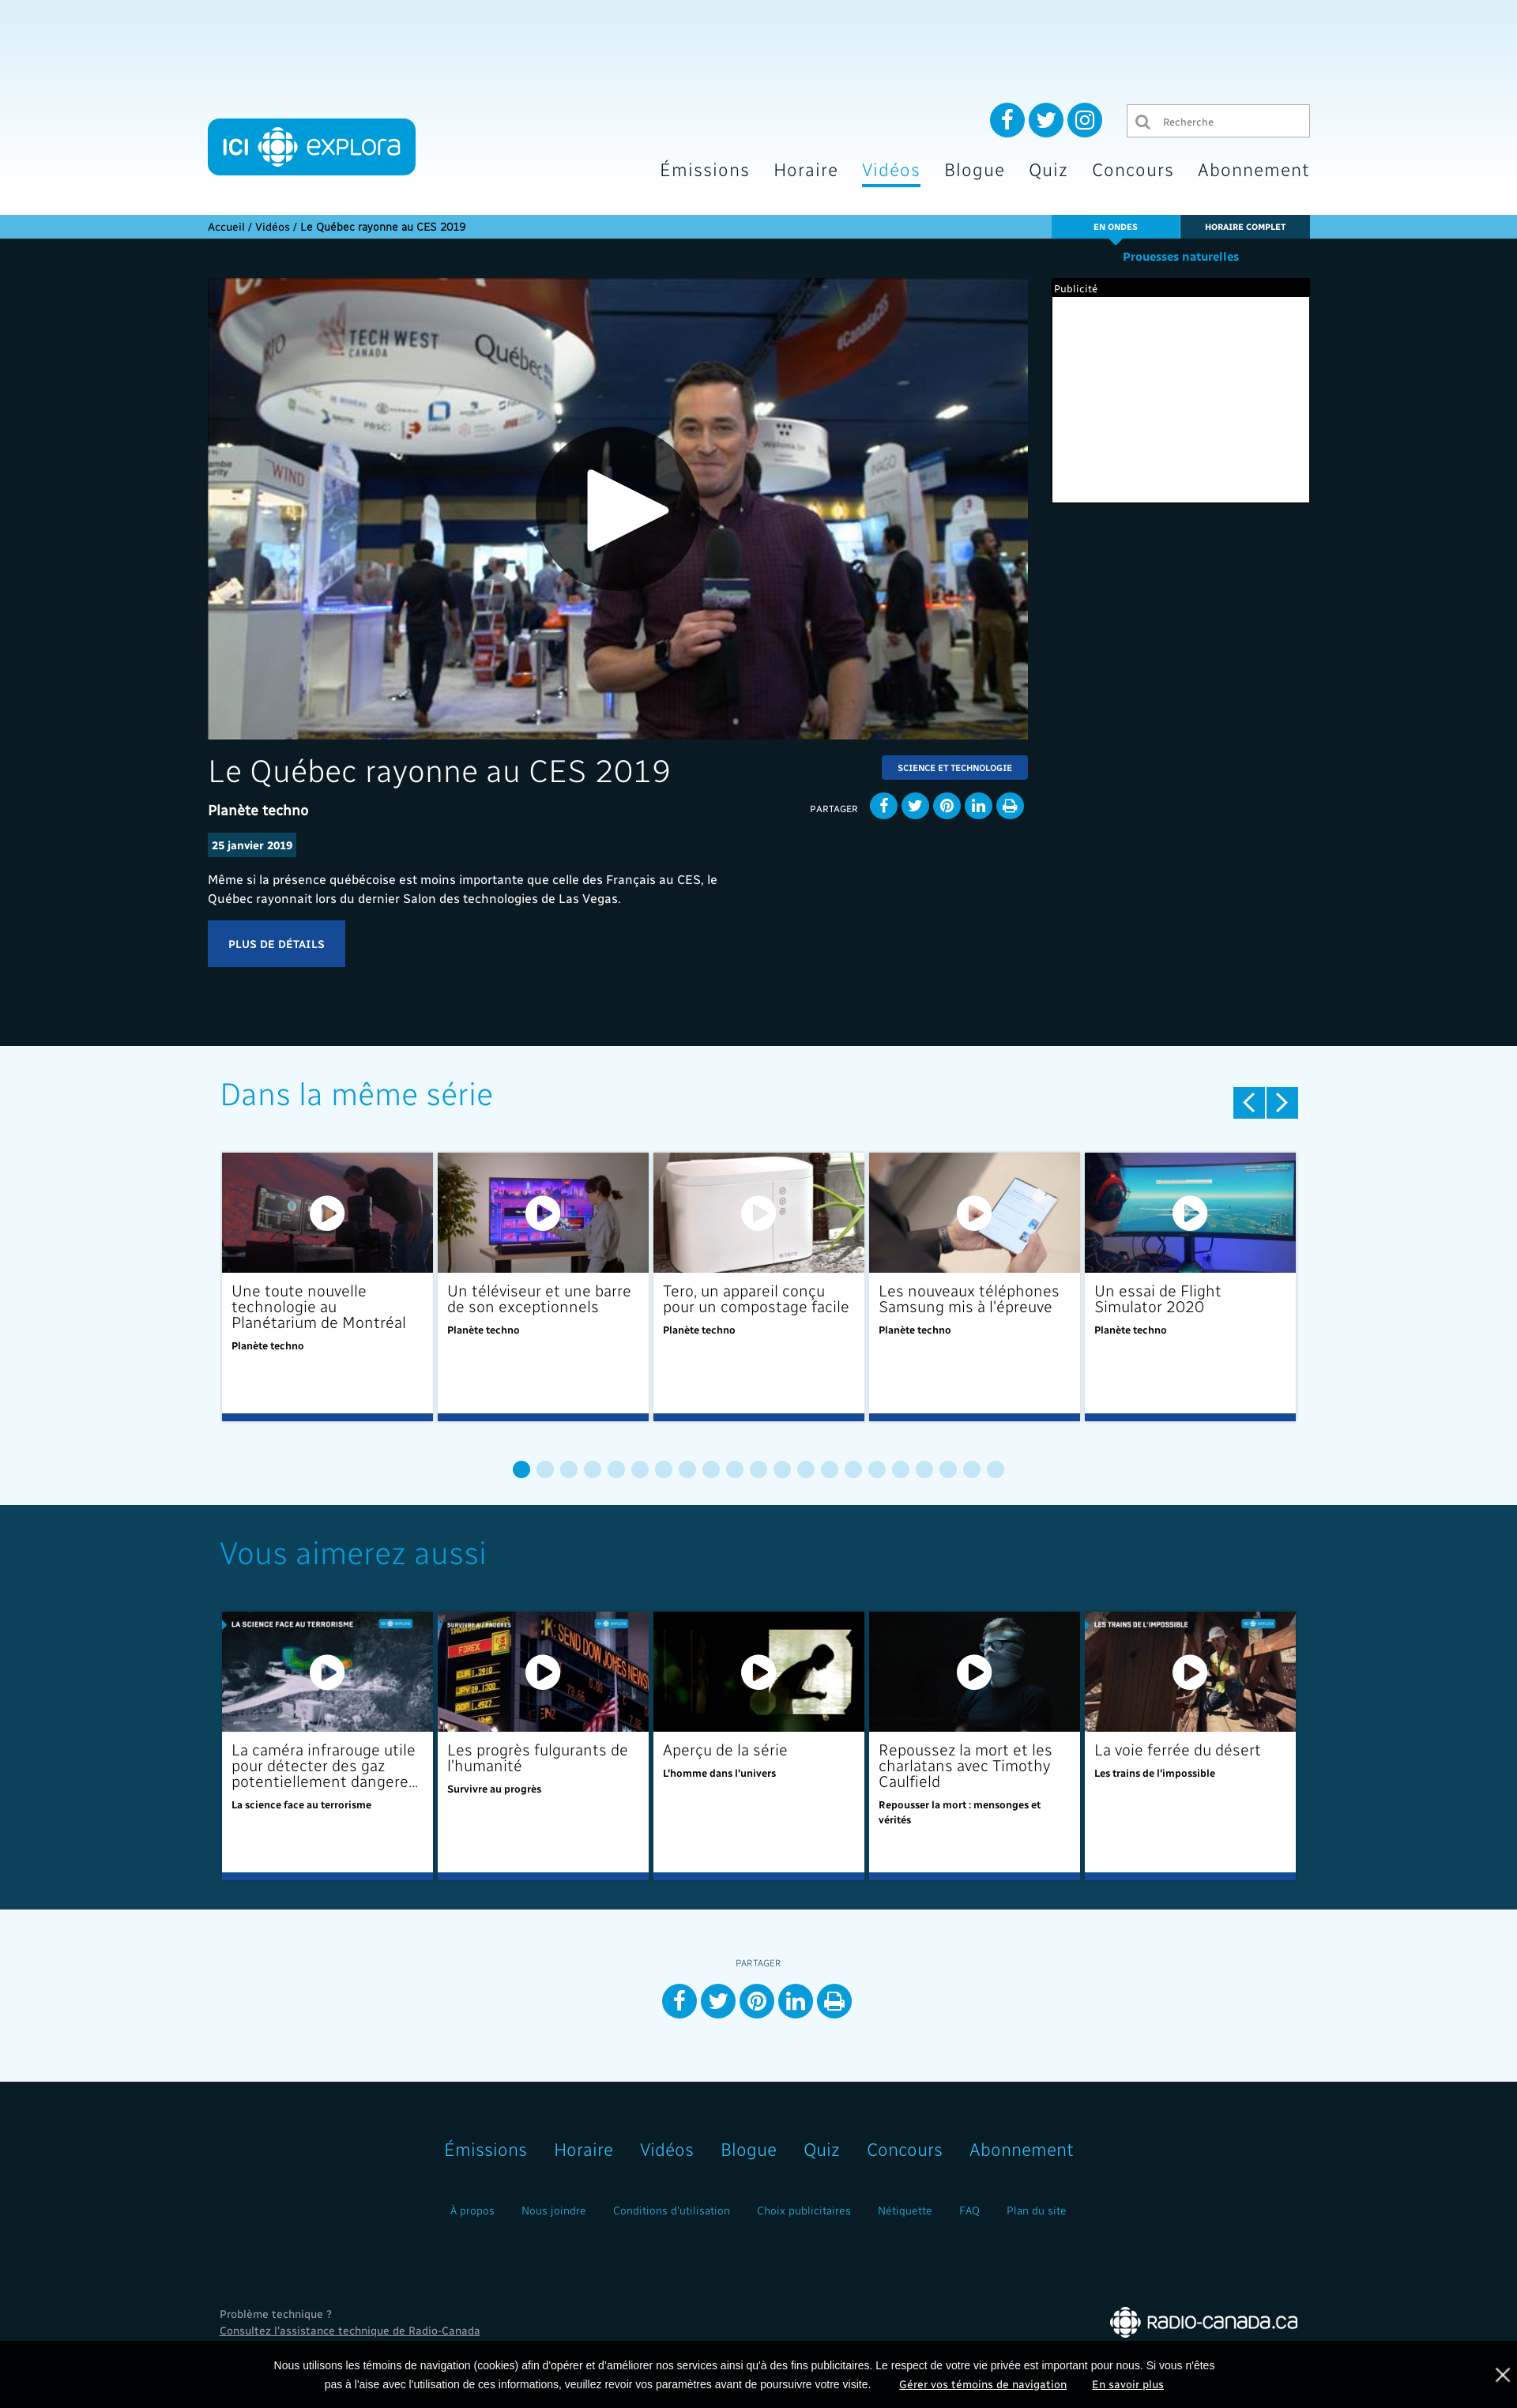 ICI explora
Recherche
Émissions Horaire Vidéos Blogue Quiz Concours Abonnement
Accueil / Vidéos / Le Québec rayonne au CES 2019
EN ONDES
HORAIRE COMPLET
Prouesses naturelles
Publicité
TECH WEST
CANADA
Québec
#CanadaCES
WIND
Le Québec rayonne au CES 2019
SCIENCE ET TECHNOLOGIE
Planète techno
PARTAGER
25 janvier 2019
Même si la présence québécoise est moins importante que celle des Français au CES, le
Québec rayonnait lors du dernier Salon des technologies de Las Vegas.
PLUS DE DÉTAILS
Dans la même série
Une toute nouvelle
technologie au
Planétarium de Montréal
Planète techno
Un téléviseur et une barre
de son exceptionnels
Planète techno
TERO
Tero, un appareil conçu
pour un compostage facile
Planète techno
Les nouveaux téléphones
Samsung mis à l'épreuve
Planète techno
Un essai de Flight
Simulator 2020
Planète techno
Vous aimerez aussi
LA SCIENCE FACE AU TERRORISME
La caméra infrarouge utile
pour détecter des gaz
potentiellement dangere...
La science face au terrorisme
SURVIVRE AU PROGRÈS
FOREX
SEND DOW JONES NEWS
Les progrès fulgurants de
l'humanité
Survivre au progrès
Aperçu de la série
L'homme dans l'univers
Repoussez la mort et les
charlatans avec Timothy
Caulfield
Repousser la mort : mensonges et
vérités
LES TRAINS DE L'IMPOSSIBLE
La voie ferrée du désert
Les trains de l'impossible
PARTAGER
Émissions Horaire Vidéos Blogue Quiz Concours Abonnement
À propos Nous joindre Conditions d'utilisation Choix publicitaires Nétiquette FAQ Plan du site
Problème technique ?
Consultez l'assistance technique de Radio-Canada
RADIO-CANADA.CA
Nous utilisons les témoins de navigation (cookies) afin d'opérer et d'améliorer nos services ainsi qu'à des fins publicitaires. Le respect de votre vie privée est important pour nous. Si vous n'êtes
pas à l'aise avec l'utilisation de ces informations, veuillez revoir vos paramètres avant de poursuivre votre visite. Gérer vos témoins de navigation En savoir plus